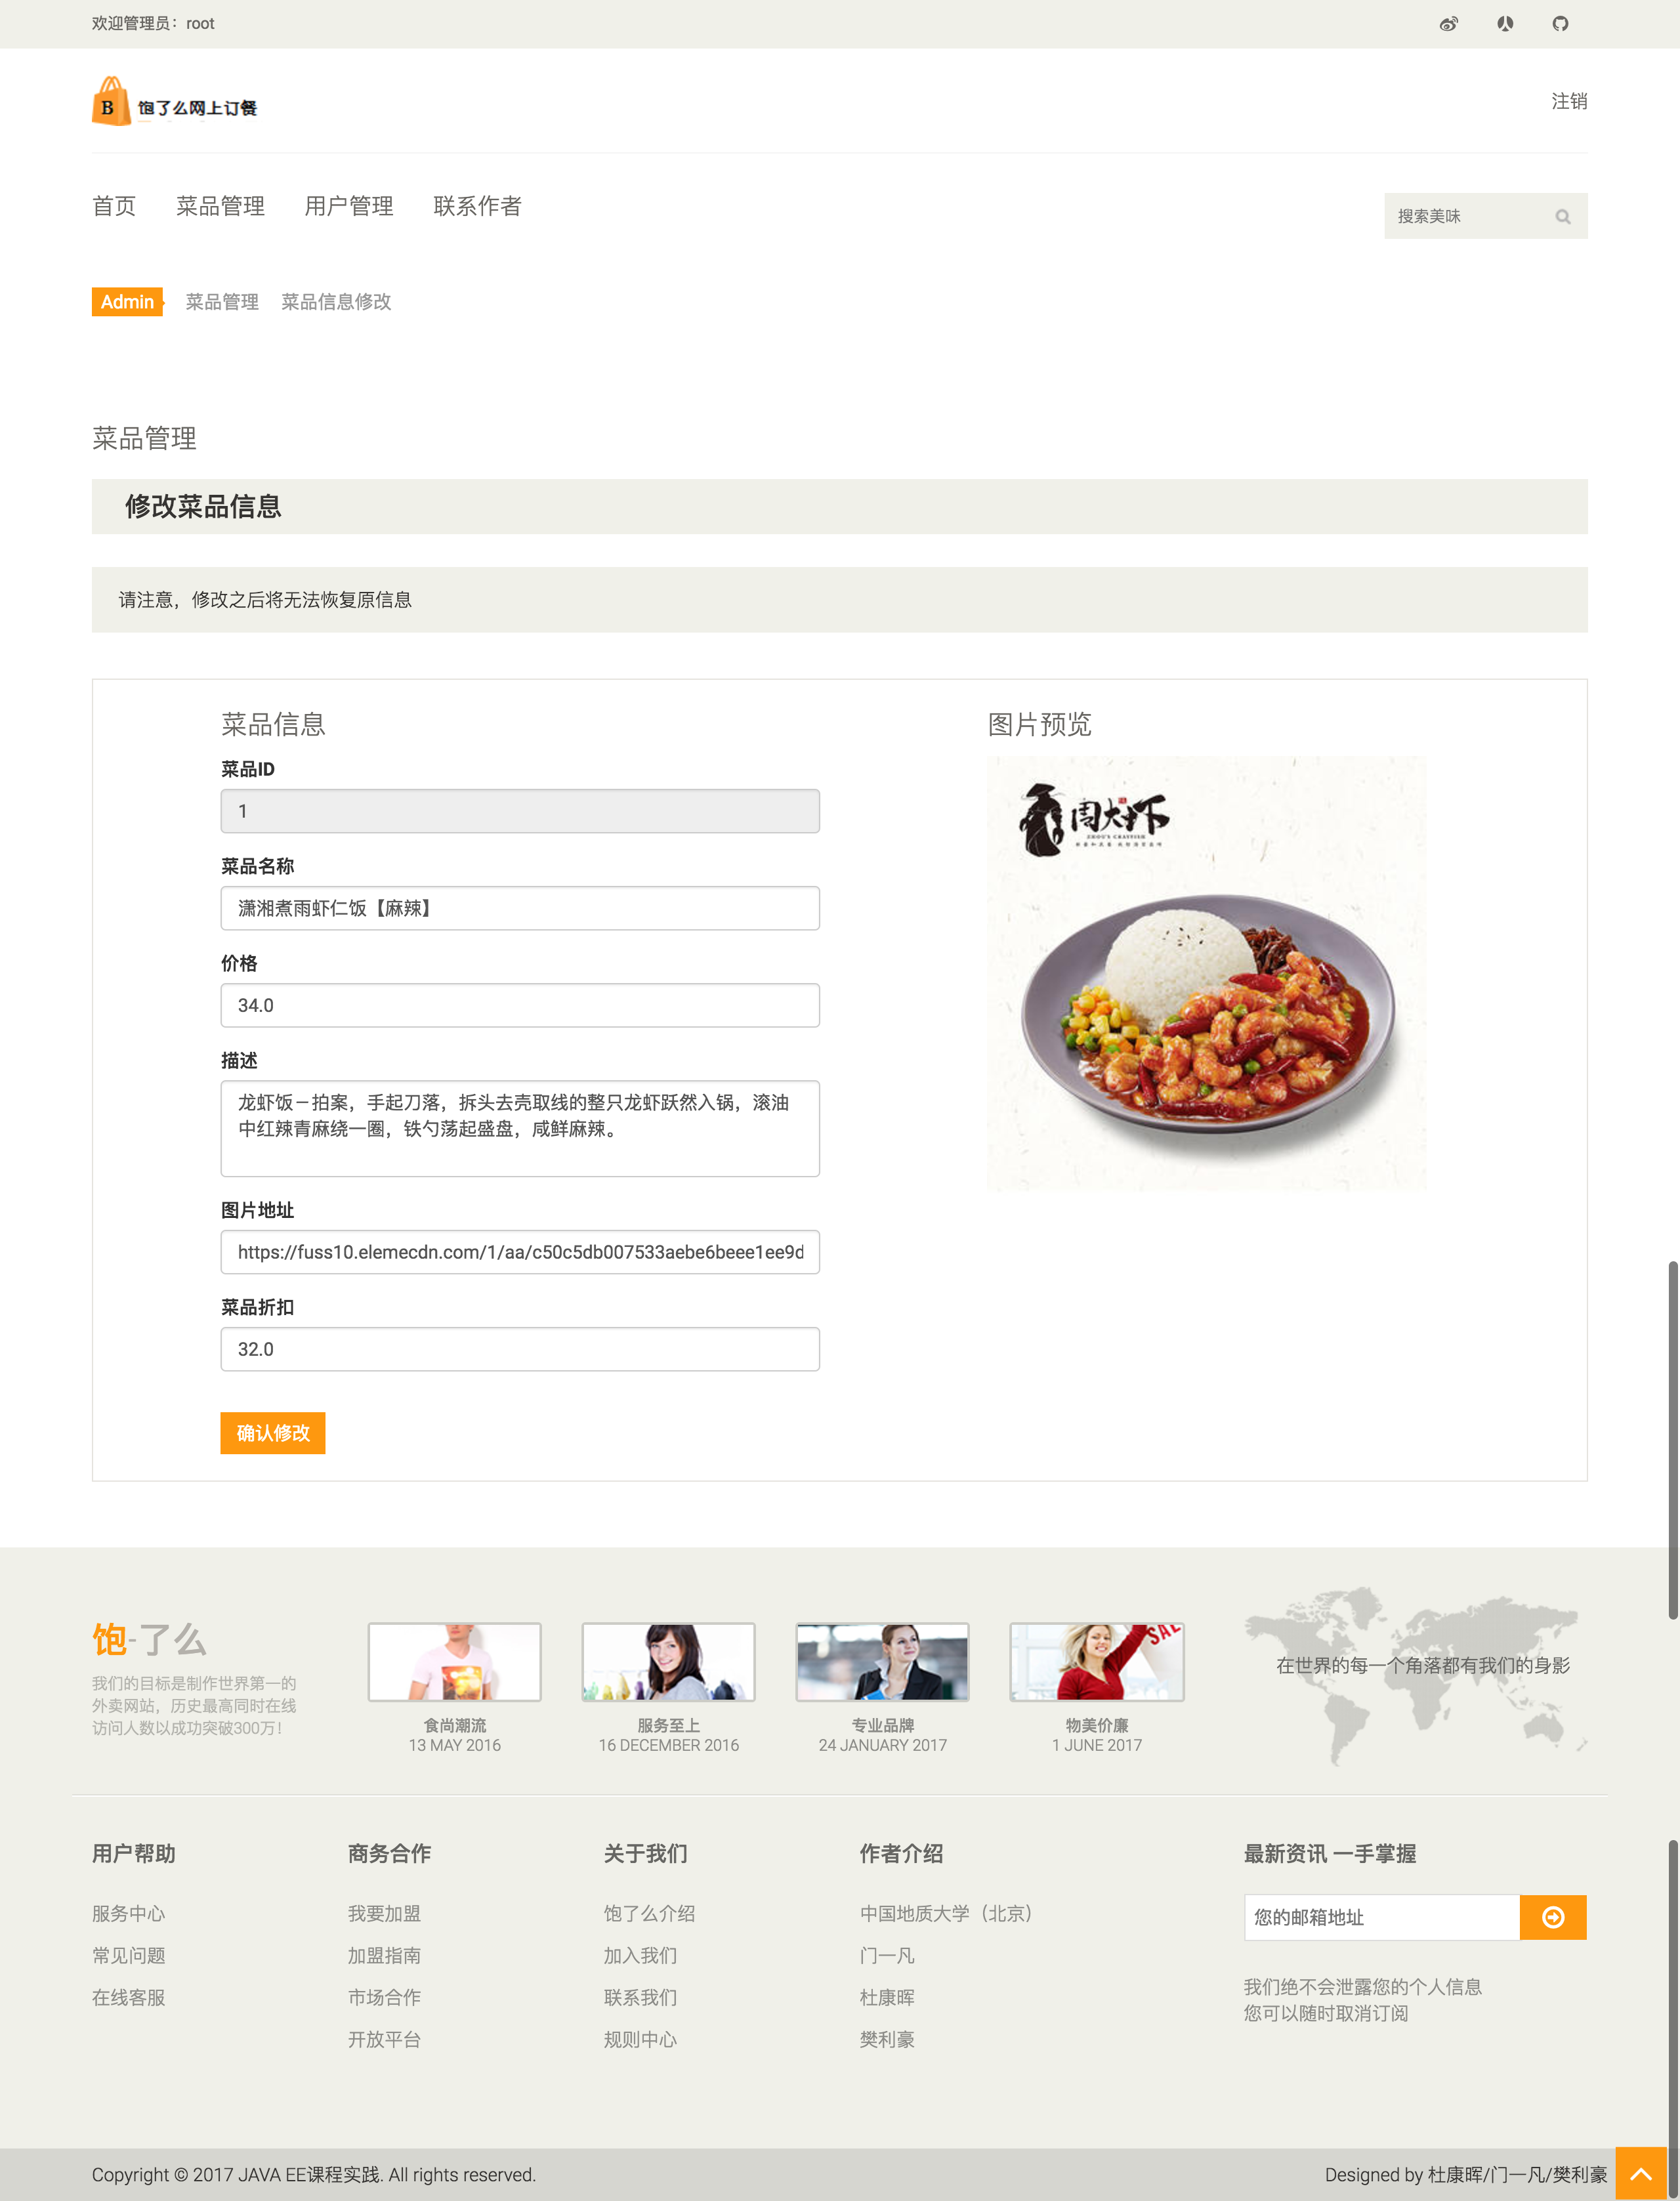 欢迎管理员：root
B 饱了么网上订餐
注销
首页 菜品管理 用户管理 联系作者
搜索美味
Admin 菜品管理 菜品信息修改
菜品管理
修改菜品信息
请注意，修改之后将无法恢复原信息
菜品信息
菜品ID
1
菜品名称
潇湘煮雨虾仁饭【麻辣】
价格
34.0
描述
龙虾饭－拍案，手起刀落，拆头去壳取线的整只龙虾跃然入锅，滚油
中红辣青麻绕一圈，铁勺荡起盛盘，咸鲜麻辣。
图片地址
https://fuss10.elemecdn.com/1/aa/c50c5db007533aebe6beee1ee9d
菜品折扣
32.0
确认修改
图片预览
周大虾
ZHOU'S CRAYFISH
饱-了么
我们的目标是制作世界第一的
外卖网站，历史最高同时在线
访问人数以成功突破300万！
食尚潮流
13 MAY 2016
服务至上
16 DECEMBER 2016
专业品牌
24 JANUARY 2017
SAL
物美价廉
1 JUNE 2017
在世界的每一个角落都有我们的身影
用户帮助
服务中心
常见问题
在线客服
商务合作
我要加盟
加盟指南
市场合作
开放平台
关于我们
饱了么介绍
加入我们
联系我们
规则中心
作者介绍
中国地质大学（北京）
门一凡
杜康晖
樊利豪
最新资讯 一手掌握
您的邮箱地址
我们绝不会泄露您的个人信息
您可以随时取消订阅
Copyright © 2017 JAVA EE课程实践. All rights reserved.
Designed by 杜康晖/门一凡/樊利豪